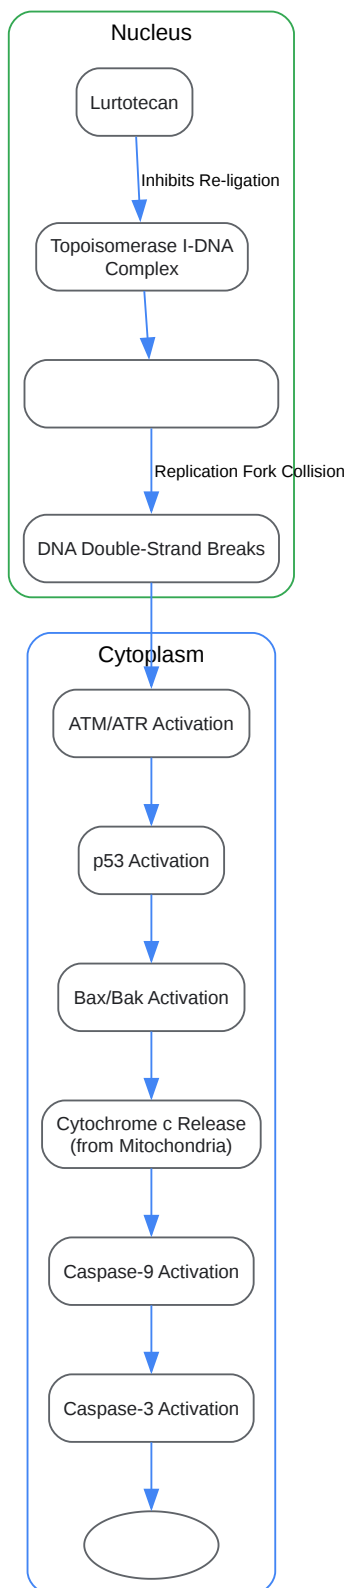 Nucleus
Lurtotecan
Inhibits Re-ligation
Topoisomerase I-DNA
Complex
Replication Fork Collision
DNA Double-Strand Breaks
Cytoplasm
ATM/ATR Activation
p53 Activation
Bax/Bak Activation
Cytochrome c Release
(from Mitochondria)
Caspase-9 Activation
Caspase-3 Activation